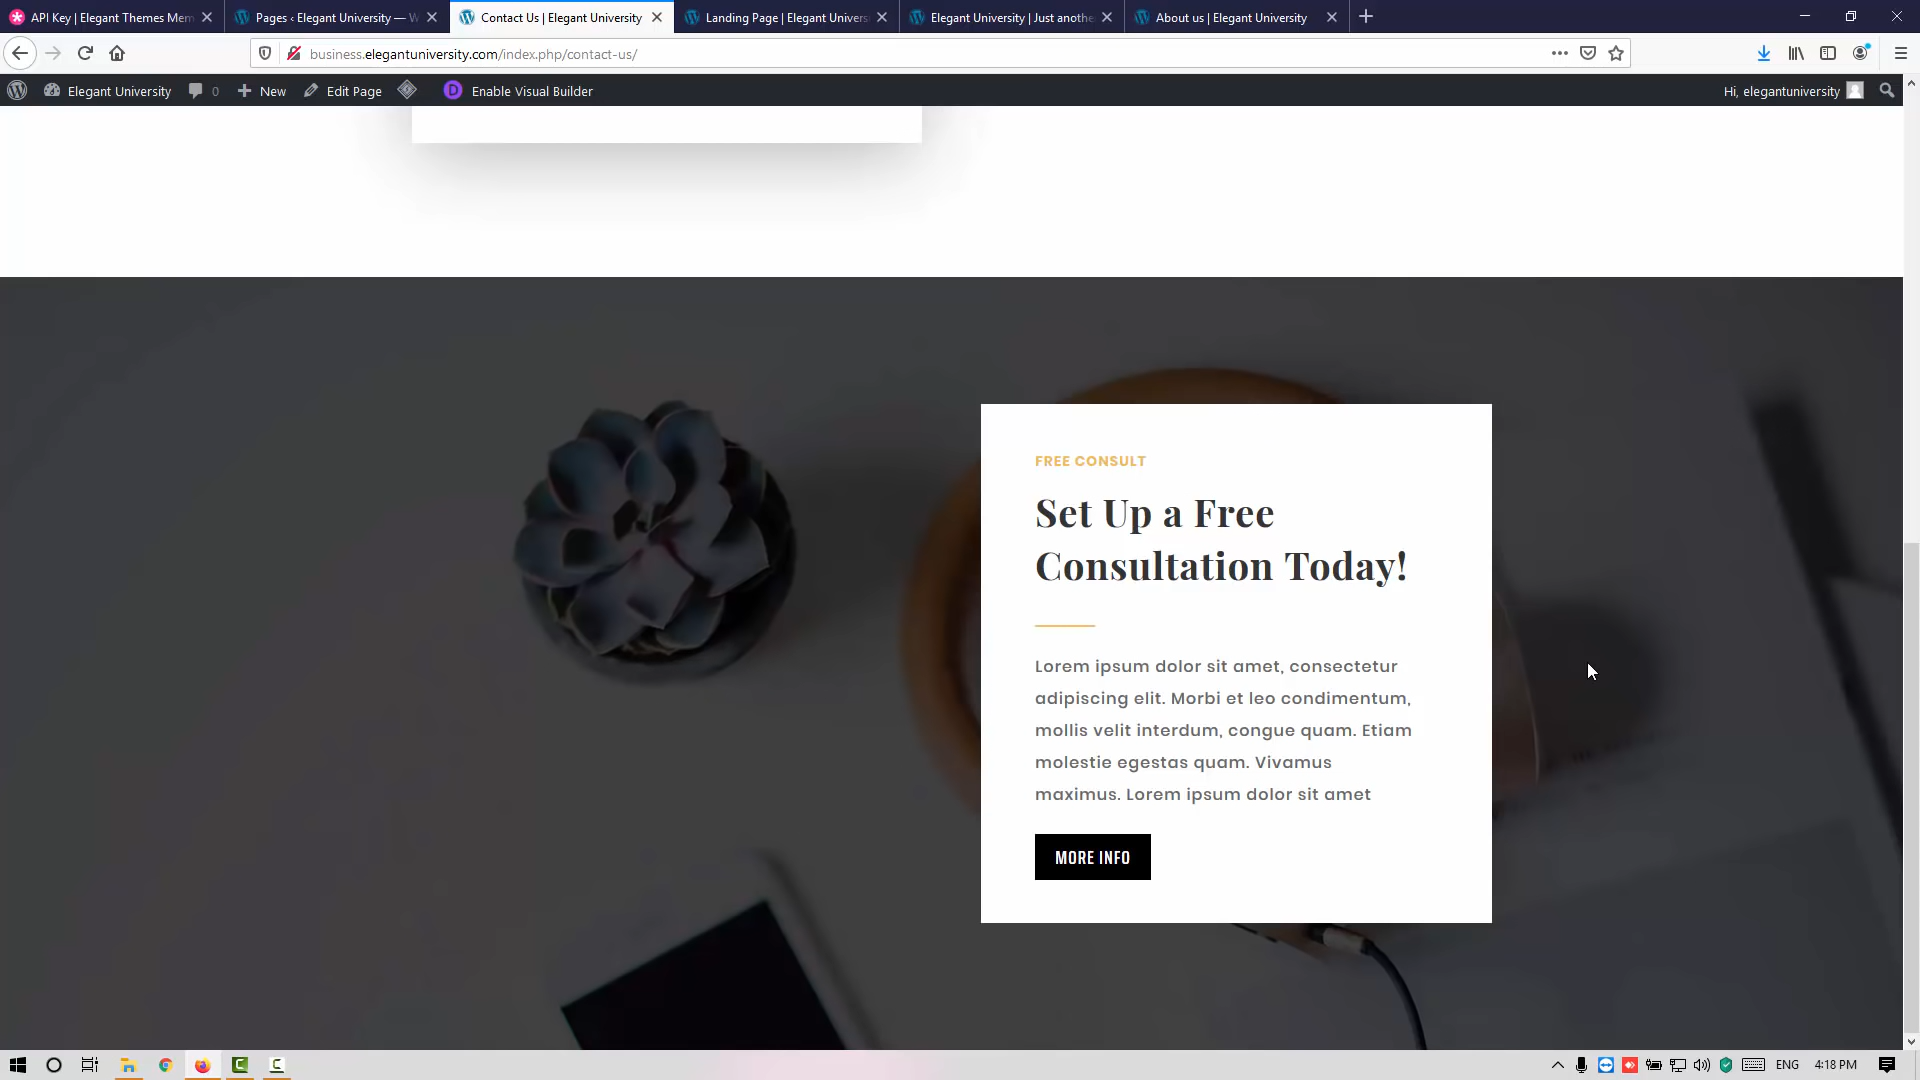 API Key | Elegant Themes Mem
Pages ‹ Elegant University — W
Contact Us | Elegant University
Landing Page | Elegant Univers
Elegant University | Just anothe
About us | Elegant University
business.elegantuniversity.com/index.php/contact-us/
Elegant University
0
New
Edit Page
D
Enable Visual Builder
Hi, elegantuniversity
FREE CONSULT
Set Up a Free
Consultation Today!
Lorem ipsum dolor sit amet, consectetur
adipiscing elit. Morbi et leo condimentum,
mollis velit interdum, congue quam. Etiam
molestie egestas quam. Vivamus
maximus. Lorem ipsum dolor sit amet
MORE INFO
ENG
4:18 PM